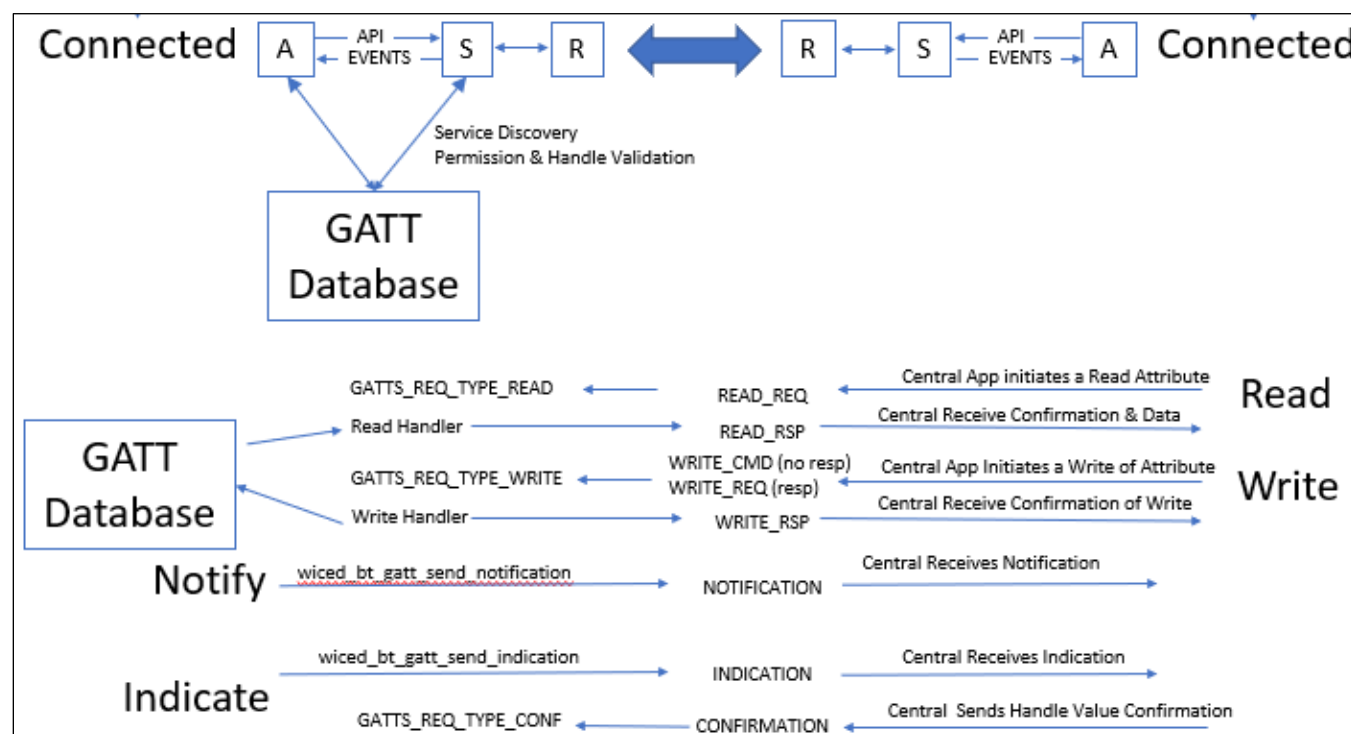 Connected
A
API
EVENTS
S
R
R
S
API
EVENTS
A
Connected
Service Discovery
Permission & Handle Validation
GATT
Database
GATTS_REQ_TYPE_READ
READ_REQ
Central App initiates a Read Attribute
Read
Read Handler
READ_RSP
Central Receive Confirmation & Data
GATT
Database
GATTS_REQ_TYPE_WRITE
WRITE_CMD (no resp)
WRITE_REQ (resp)
Central App Initiates a Write of Attribute
Write
Write Handler
WRITE_RSP
Central Receive Confirmation of Write
Notify
wiced_bt_gatt_send_notification
NOTIFICATION
Central Receives Notification
Indicate
wiced_bt_gatt_send_indication
INDICATION
Central Receives Indication
GATTS_REQ_TYPE_CONF
CONFIRMATION
Central Sends Handle Value Confirmation